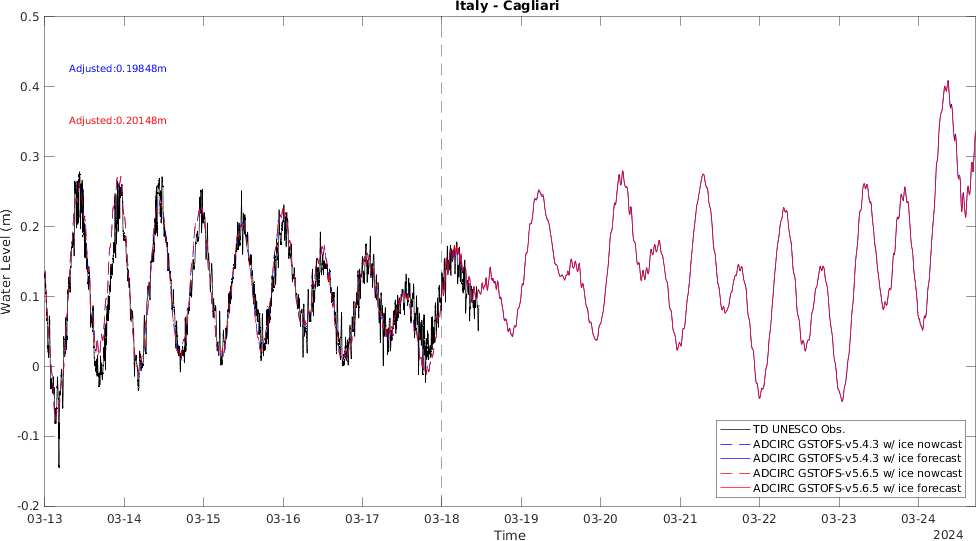 Italy - Cagliari
Adjusted:0.19848m
Adjusted:0.20148m
Water Level (m)
0.5
0.4
0.3
0.2
0.1
0
-0.1
-0.2
TD UNESCO Obs.
ADCIRC GSTOFS-v5.4.3 w/ ice nowcast
ADCIRC GSTOFS-v5.4.3 w/ ice forecast
ADCIRC GSTOFS-v5.6.5 w/ ice nowcast
ADCIRC GSTOFS-v5.6.5 w/ ice forecast
03-13 03-14 03-15 03-16 03-17 03-18 03-19 03-20 03-21 03-22 03-23 03-24
2024
Time